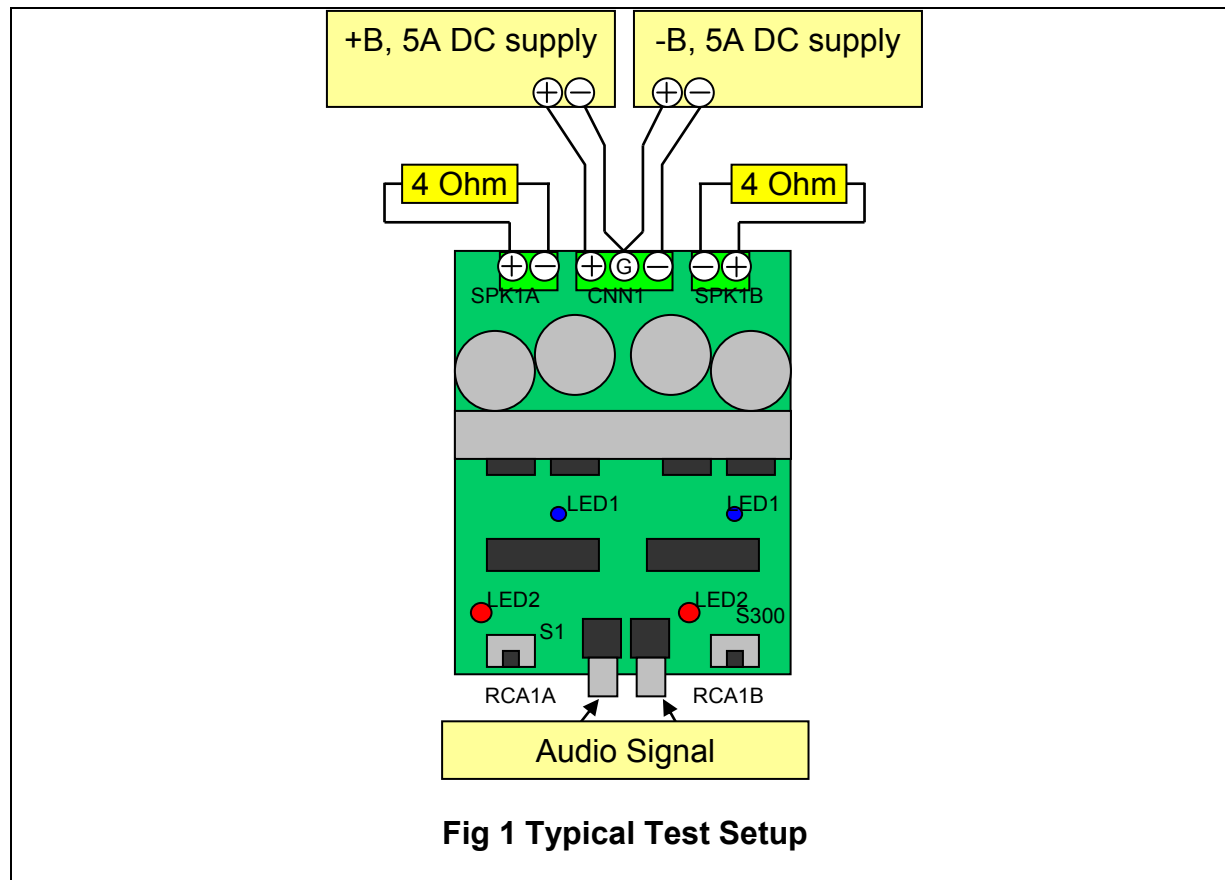 +B, 5A DC supply
-B, 5A DC supply
+ −
+ −
4 Ohm
4 Ohm
+ −
+ G −
− +
SPK1A
CNN1
SPK1B
LED1
LED1
LED2
LED2
S1
S300
RCA1A
RCA1B
Audio Signal
Fig 1 Typical Test Setup